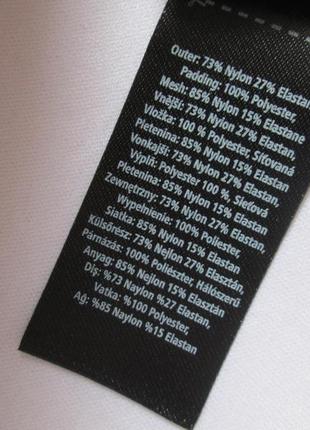 Outer: 73% Nylon 27% Elastan
Padding: 100% Polyester,
Mesh: 85% Nylon 15% Elastane
Vnější: 73% Nylon 27% Elastan,
Vložka: 100 % Polyester, Síťovaná
Pletenina: 85% Nylon 15% Elastan
Vonkajší: 73% Nylon 27% Elastan,
Výplň: Polyester 100 %, Sieťová
Pletenina: 85% Nylon 15% Elastan
Zewnętrzny: 73% Nylon 27% Elastan,
Wypełnienie: 100% Poliester,
Siatka: 85% Nylon 15% Elastan
Külsőrész: 73% Nejlon 27% Elasztán,
Párnázás: 100% Poliészter, Hálószerű
Anyag: 85% Nejlon 15% Elasztán
Dış: %73 Naylon %27 Elastan,
Vatka: %100 Polyester,
Ağ: %85 Naylon %15 Elastan